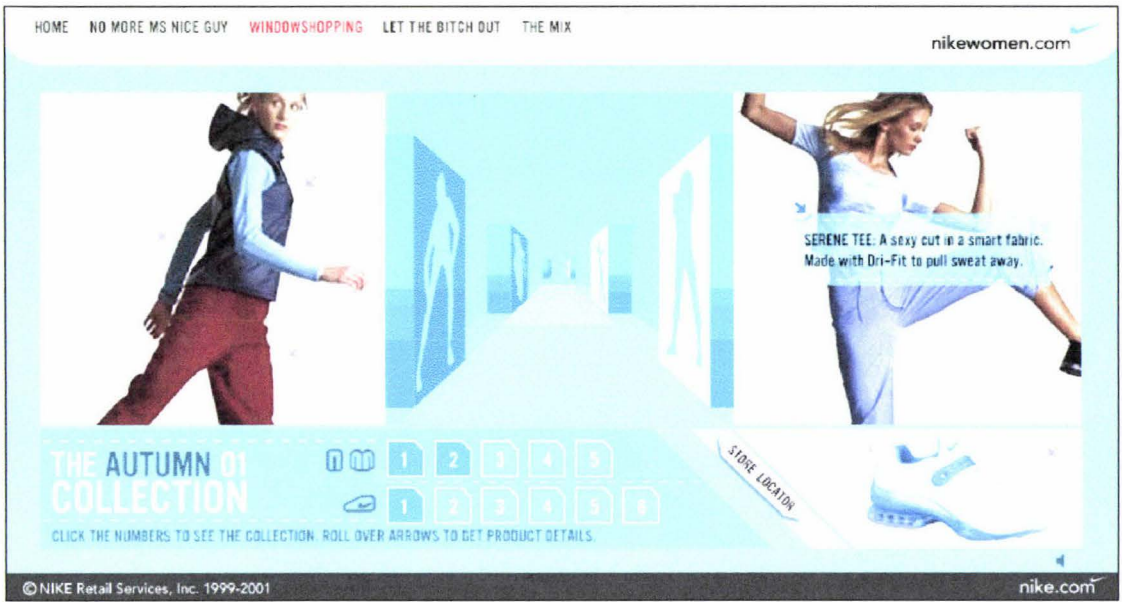 HOME NO MORE MS NICE GUY WINDOWSHOPPING LET THE BITCH OUT THE MIX
nikewomen.com
SERENE TEE: A sexy cut in a smart fabric.
Made with Dri-Fit to pull sweat away.
THE AUTUMN 01
COLLECTION
1 2 3 4 5
1 2 3 4 5 6
STORE LOCATOR
CLICK THE NUMBERS TO SEE THE COLLECTION. ROLL OVER ARROWS TO GET PRODUCT DETAILS.
© NIKE Retail Services, Inc. 1999-2001
nike.com